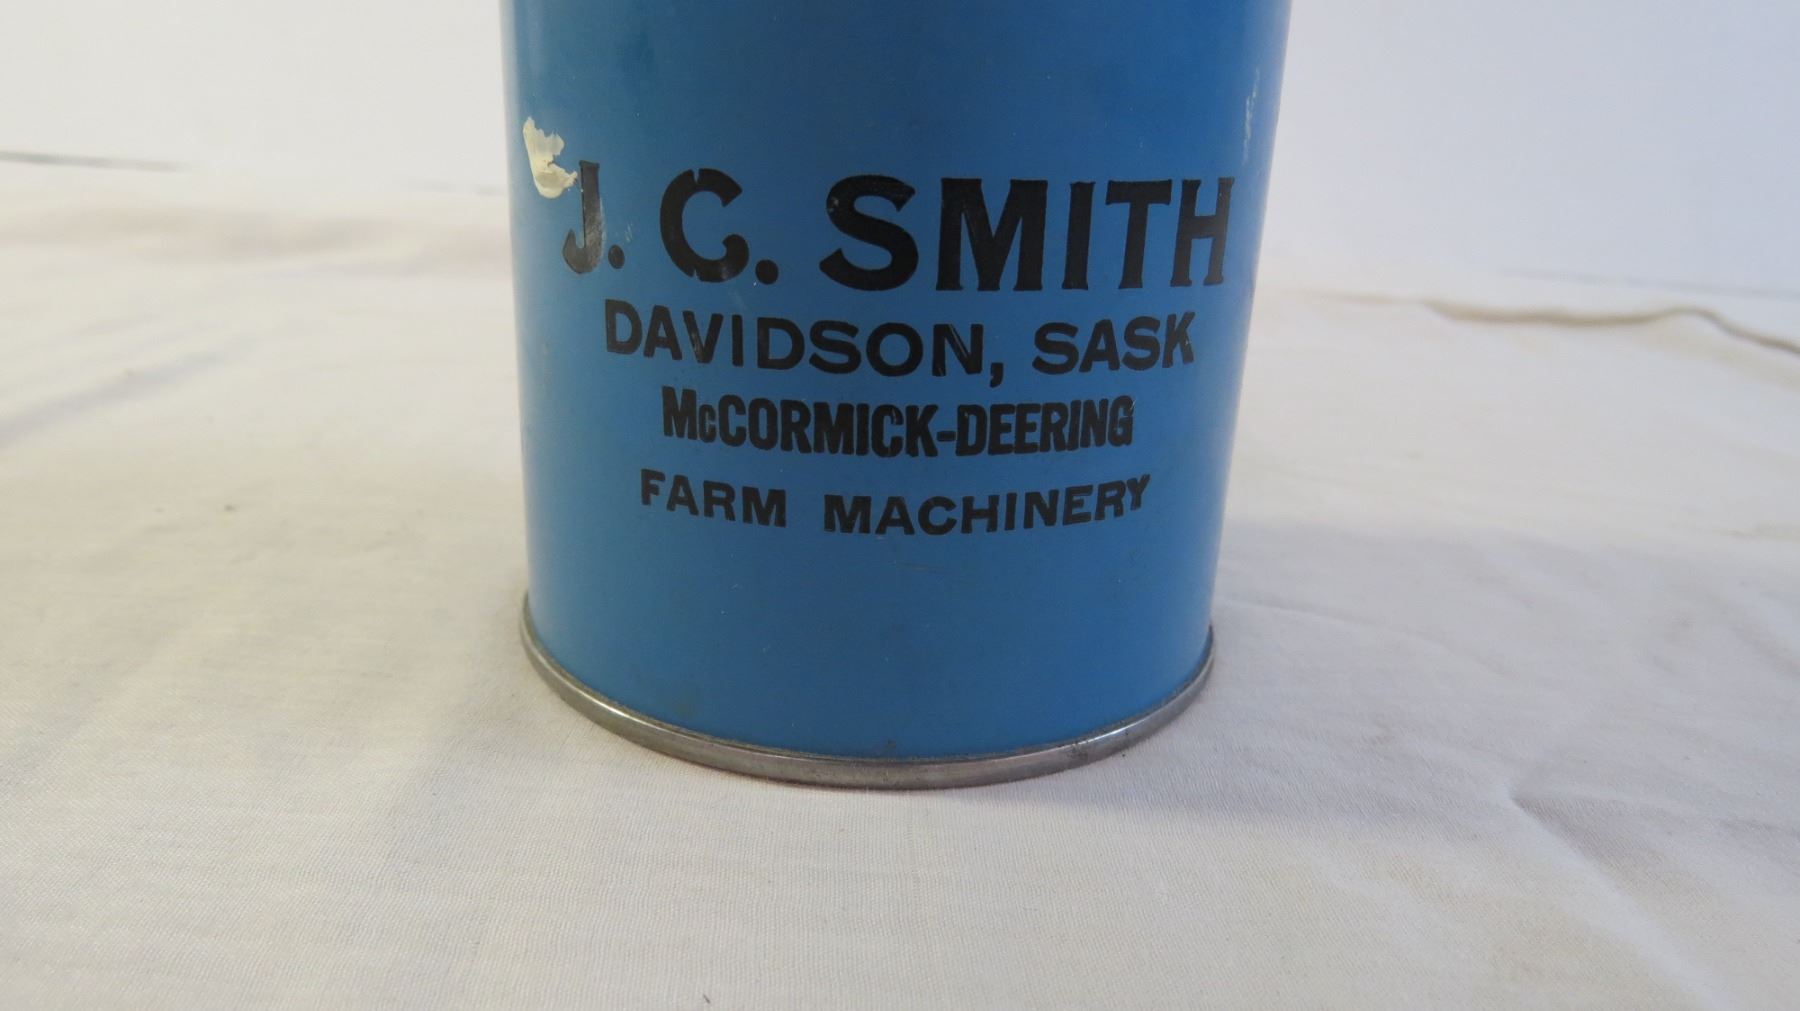 J. C. SMITH
DAVIDSON, SASK
McCORMICK-DEERING
FARM MACHINERY